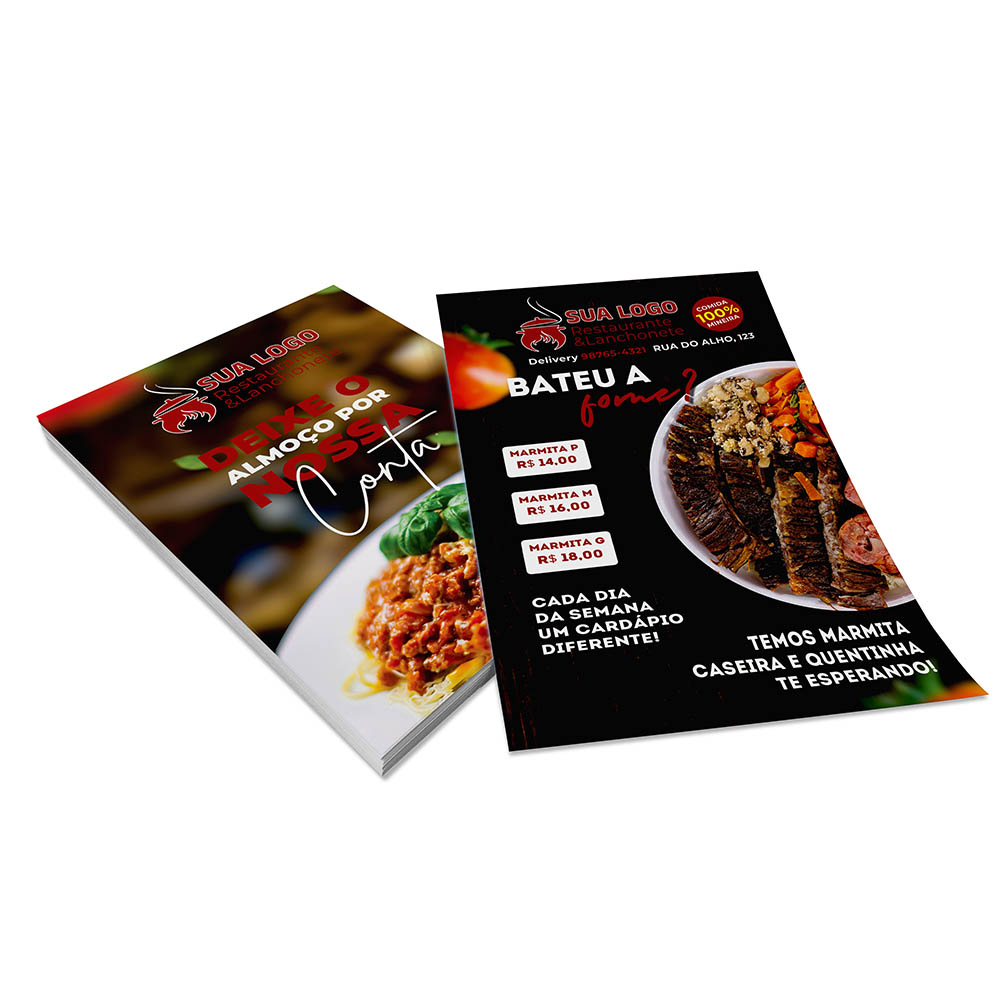 SUA LOGO
Restaurante
&Lanchonete
DEIXE O
ALMOÇO POR
NOSSA
Conta
SUA LOGO
Restaurante
&Lanchonete
COMIDA
100%
MINEIRA
Delivery 98765-4321 RUA DO ALHO, 123
BATEU A
fome?
MARMITA P
R$ 14,00
MARMITA M
R$ 16,00
MARMITA G
R$ 18,00
CADA DIA
DA SEMANA
UM CARDÁPIO
DIFERENTE!
TEMOS MARMITA
CASEIRA E QUENTINHA
TE ESPERANDO!